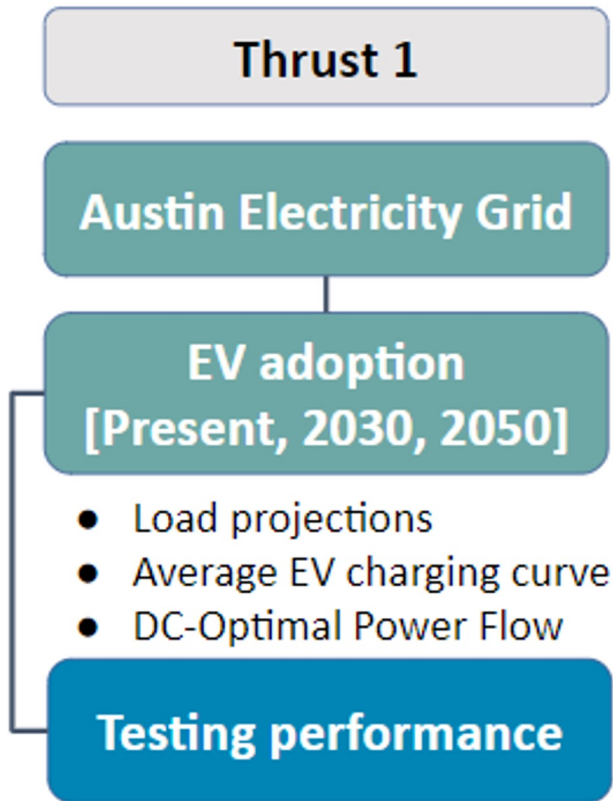 Thrust 1
Austin Electricity Grid
EV adoption
[Present, 2030, 2050]
● Load projections
● Average EV charging curve
● DC-Optimal Power Flow
Testing performance